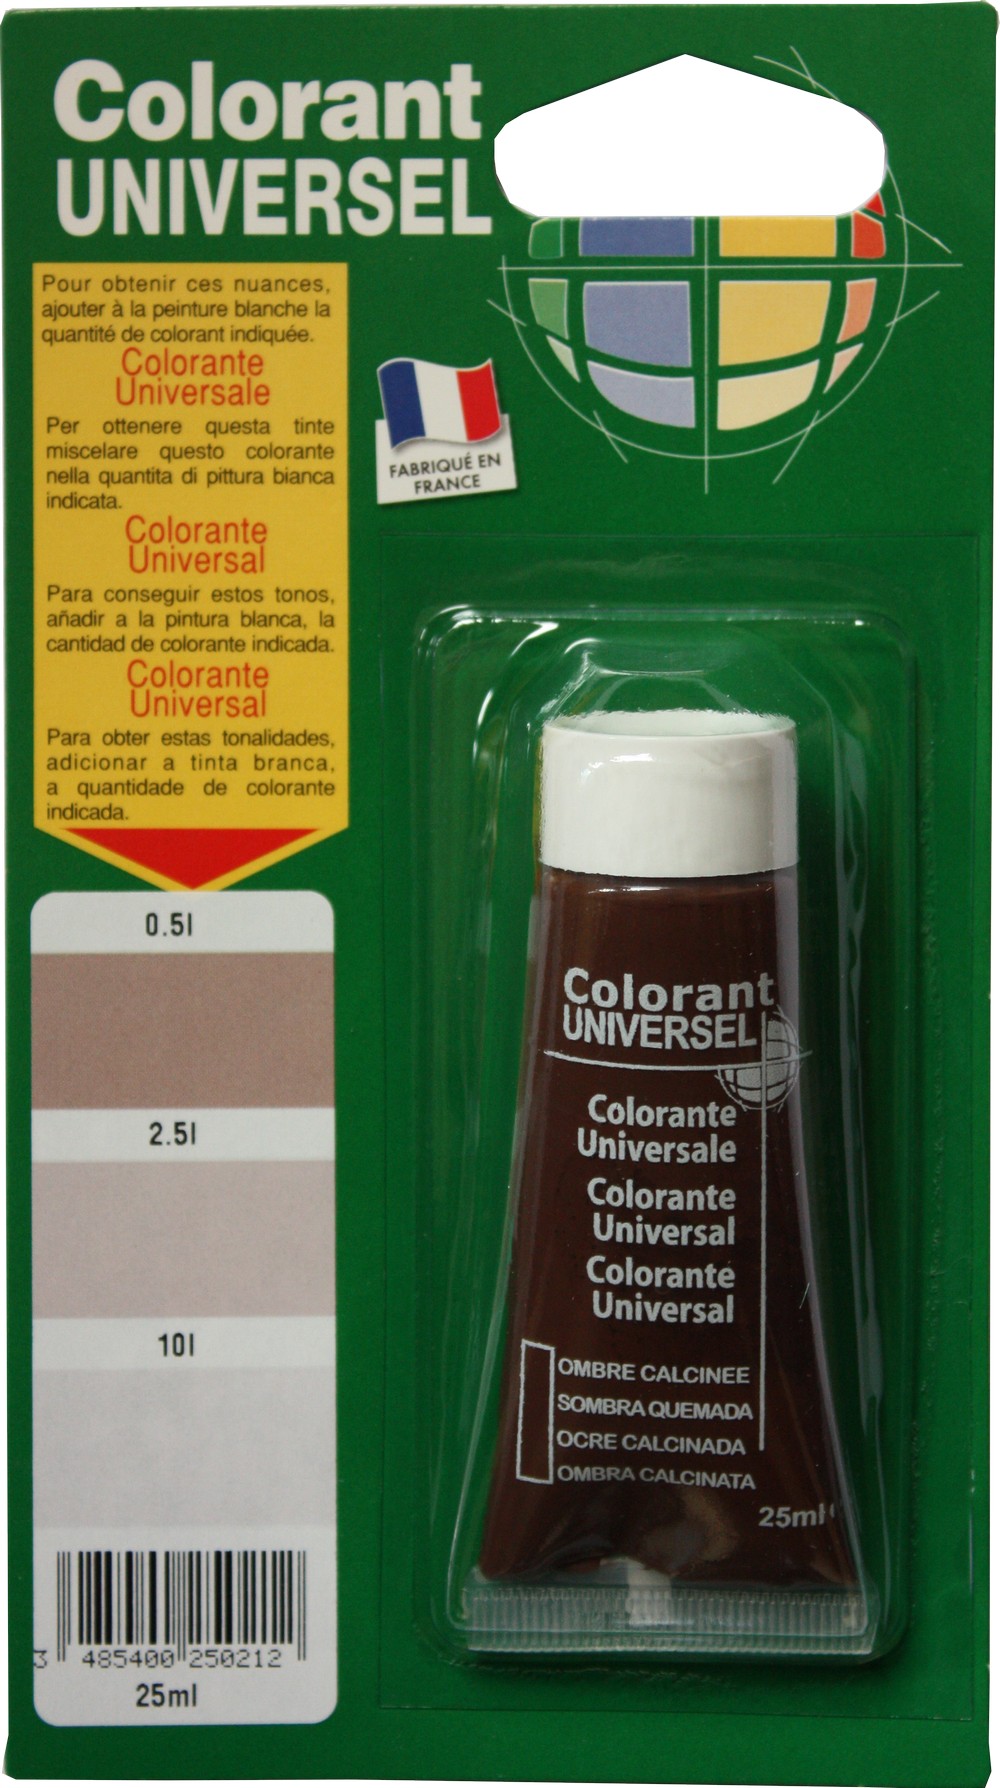 Colorant
UNIVERSEL
Pour obtenir ces nuances,
ajouter à la peinture blanche la
quantité de colorant indiquée.
Colorante
Universale
Per ottenere questa tinte
miscelare questo colorante
nella quantita di pittura bianca
indicata.
Colorante
Universal
Para conseguir estos tonos,
añadir a la pintura blanca, la
cantidad de colorante indicada.
Colorante
Universal
Para obter estas tonalidades,
adicionar a tinta branca,
a quantidade de colorante
indicada.
FABRIQUÉ EN
FRANCE
0.5l
2.5l
10l
3 485400 250212
25ml
Colorant
UNIVERSEL
Colorante
Universale
Colorante
Universal
Colorante
Universal
OMBRE CALCINEE
SOMBRA QUEMADA
OCRE CALCINADA
OMBRA CALCINATA
25ml